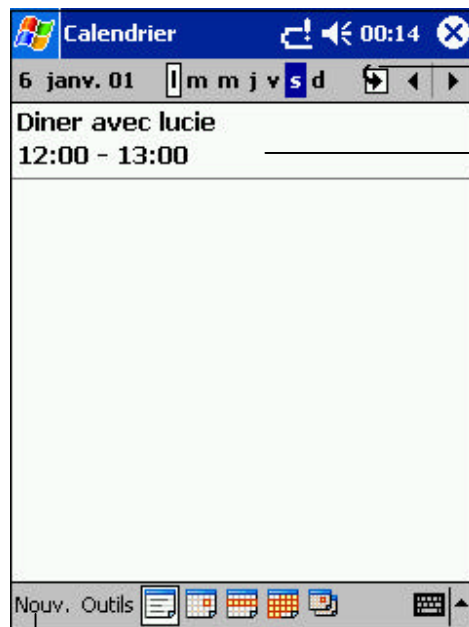 Calendrier 00:14
6 janv. 01 l m m j v s d
Diner avec lucie
12:00 - 13:00
Nouv. Outils